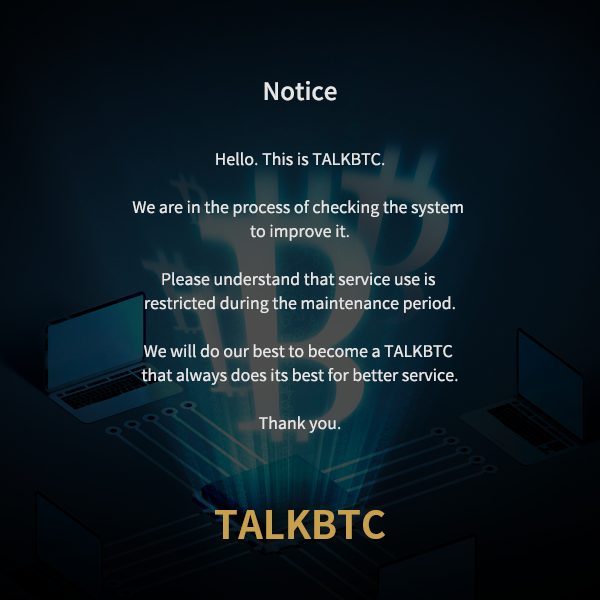 Notice
Hello. This is TALKBTC.
We are in the process of checking the system
to improve it.
Please understand that service use is
restricted during the maintenance period.
We will do our best to become a TALKBTC
that always does its best for better service.
Thank you.
TALKBTC